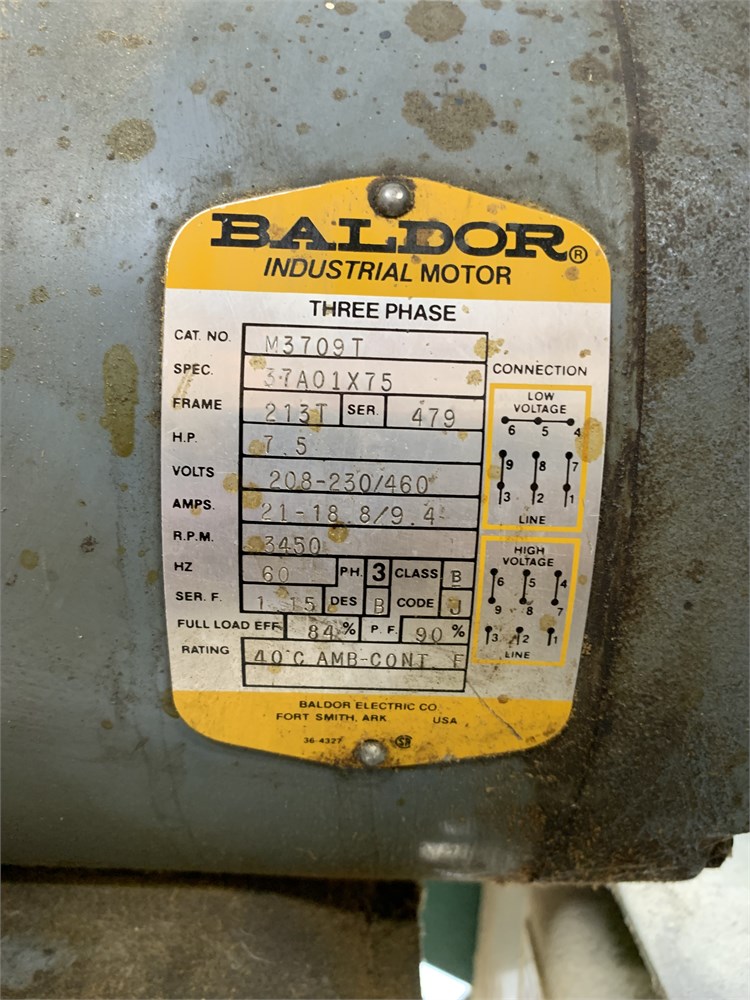 BALDOR®
INDUSTRIAL MOTOR
THREE PHASE
CAT. NO. M3709T
SPEC. 37A01X75
FRAME 213T SER. 479
H.P. 7.5
VOLTS 208-230/460
AMPS. 21-18.8/9.4
R.P.M. 3450
HZ 60 PH. 3 CLASS B
SER. F. 1.15 DES B CODE J
FULL LOAD EFF. 84 % P.F. 90 %
RATING 40°C AMB-CONT. F
CONNECTION
LOW
VOLTAGE
6 5 4
9 8 7
3 2 1
LINE
HIGH
VOLTAGE
6 5 4
9 8 7
3 2 1
LINE
BALDOR ELECTRIC CO.
FORT SMITH, ARK. USA
36-4327